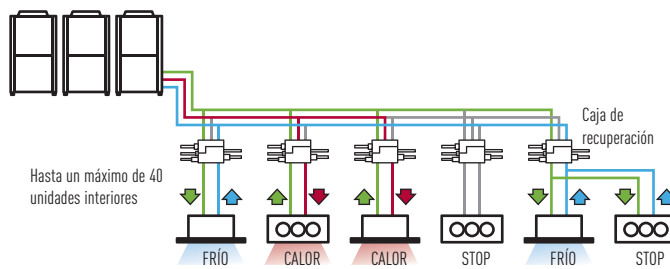 Caja de
recuperación
Hasta un máximo de 40
unidades interiores
FRÍO
CALOR
CALOR
STOP
FRÍO
STOP